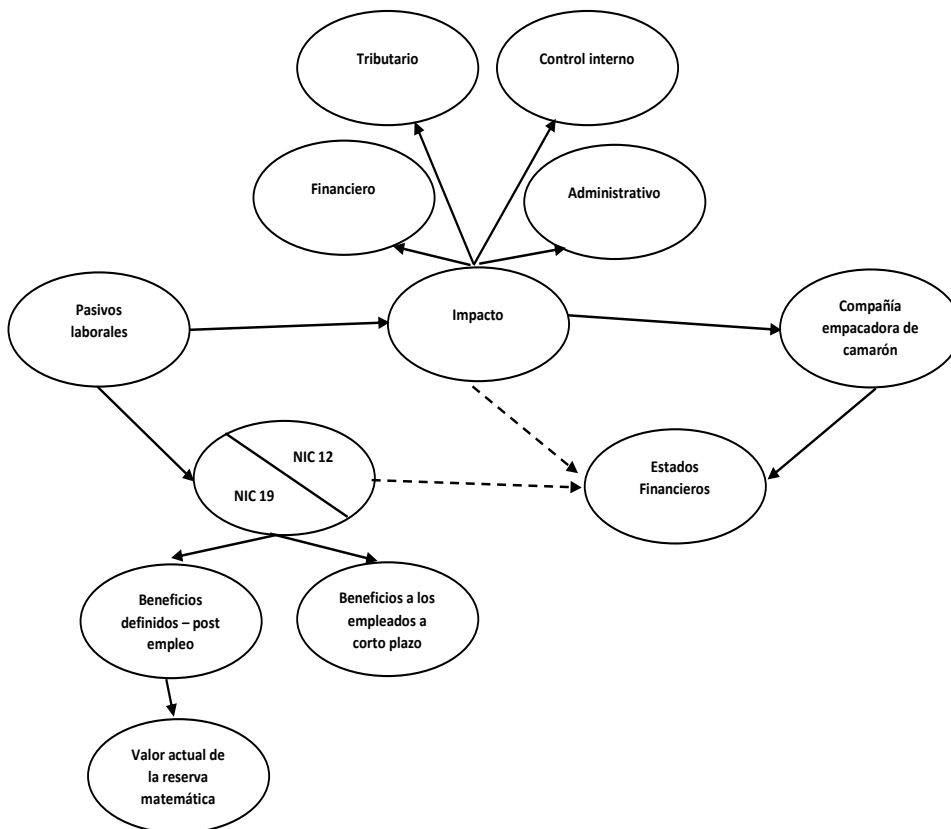 Tributario
Control interno
Financiero
Administrativo
Pasivos
laborales
Impacto
Compañía
empacadora de
camarón
NIC 12
NIC 19
Estados
Financieros
Beneficios
definidos – post
empleo
Beneficios a los
empleados a
corto plazo
Valor actual de
la reserva
matemática